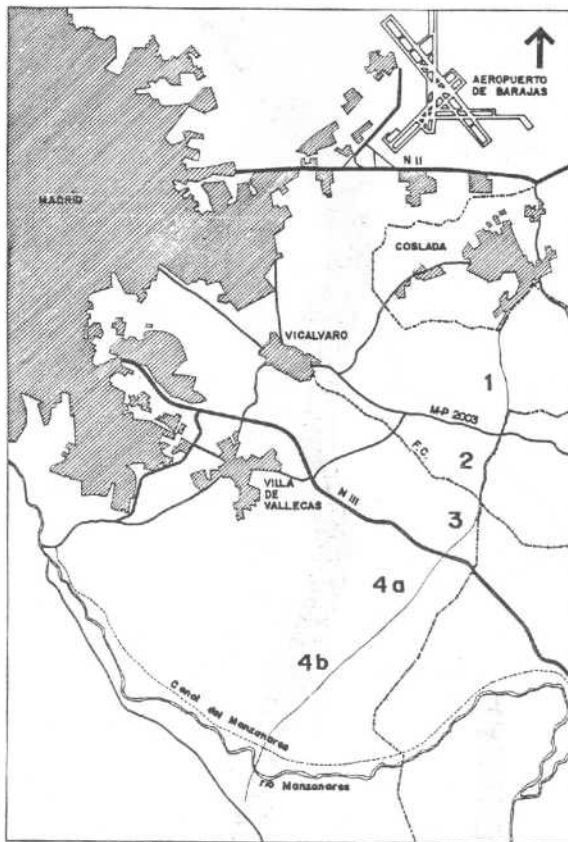 AEROPUERTO
DE BARAJAS
N II
MADRID
COSLADA
VICALVARO
1
M-P 2003
F.C.
2
VILLA
DE
VALLECAS
N III
3
4a
4b
Canal del Manzanares
río Manzanares